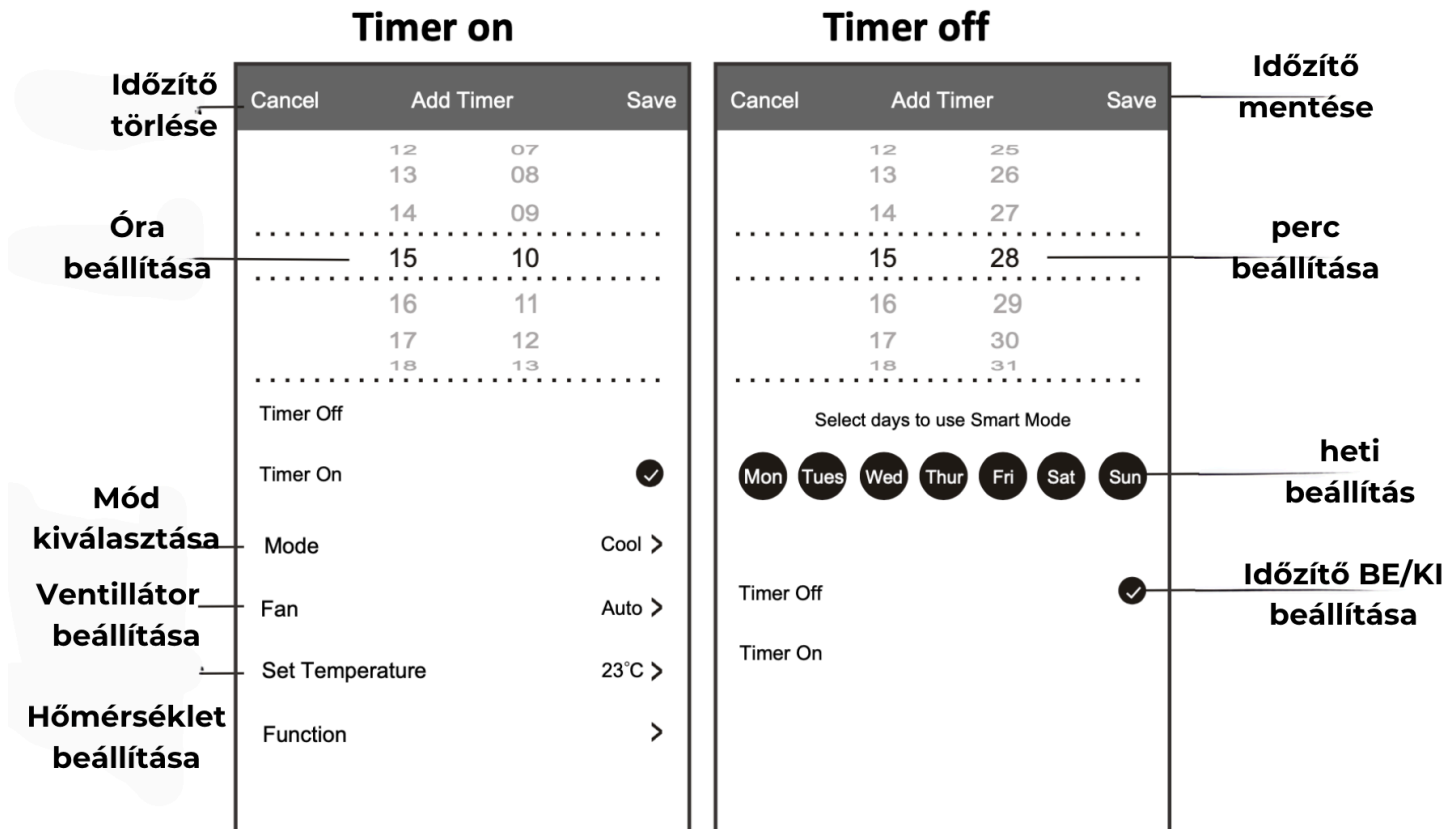 Timer on
Timer off
Időzítő
törlése
Cancel Add Timer Save
Cancel Add Timer Save
Időzítő
mentése
12 07
13 08
14 09
15 10
16 11
17 12
18 13
12 25
13 26
14 27
15 28
16 29
17 30
18 31
Óra
beállítása
perc
beállítása
Timer Off
Timer On
Select days to use Smart Mode
Mon Tues Wed Thur Fri Sat Sun
heti
beállítás
Mód
kiválasztása
Mode Cool >
Ventillátor
beállítása
Fan Auto >
Set Temperature 23°C >
Hőmérséklet
beállítása
Function >
Timer Off
Timer On
Időzítő BE/KI
beállítása